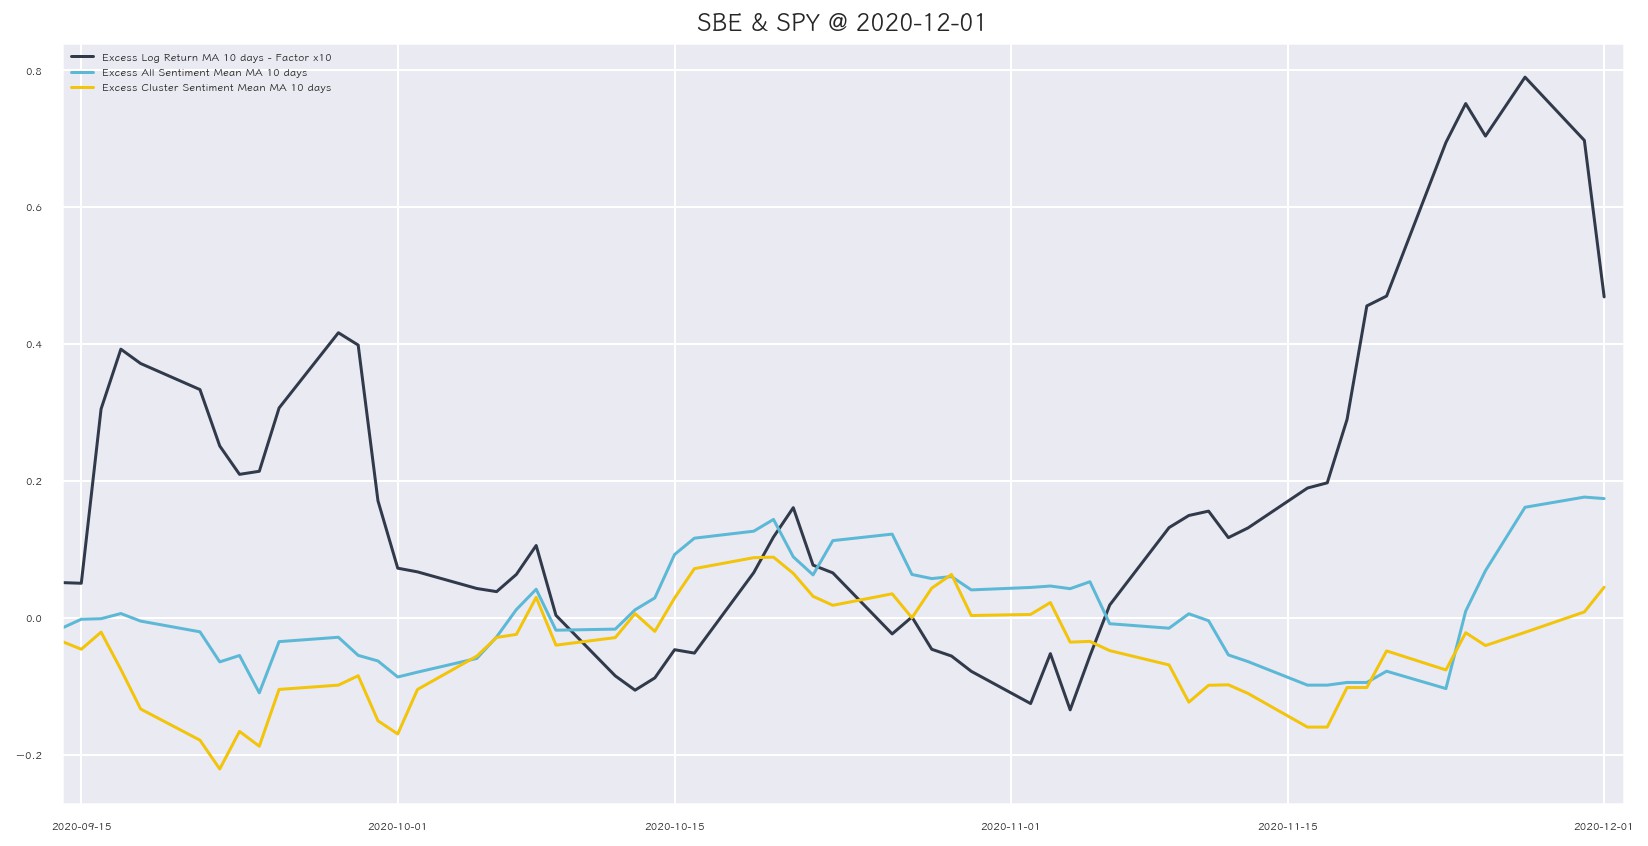 SBE & SPY @ 2020-12-01
Excess Log Return MA 10 days - Factor x10
Excess All Sentiment Mean MA 10 days
Excess Cluster Sentiment Mean MA 10 days
0.8
0.6
0.4
0.2
0.0
−0.2
2020-09-15 2020-10-01 2020-10-15 2020-11-01 2020-11-15 2020-12-01